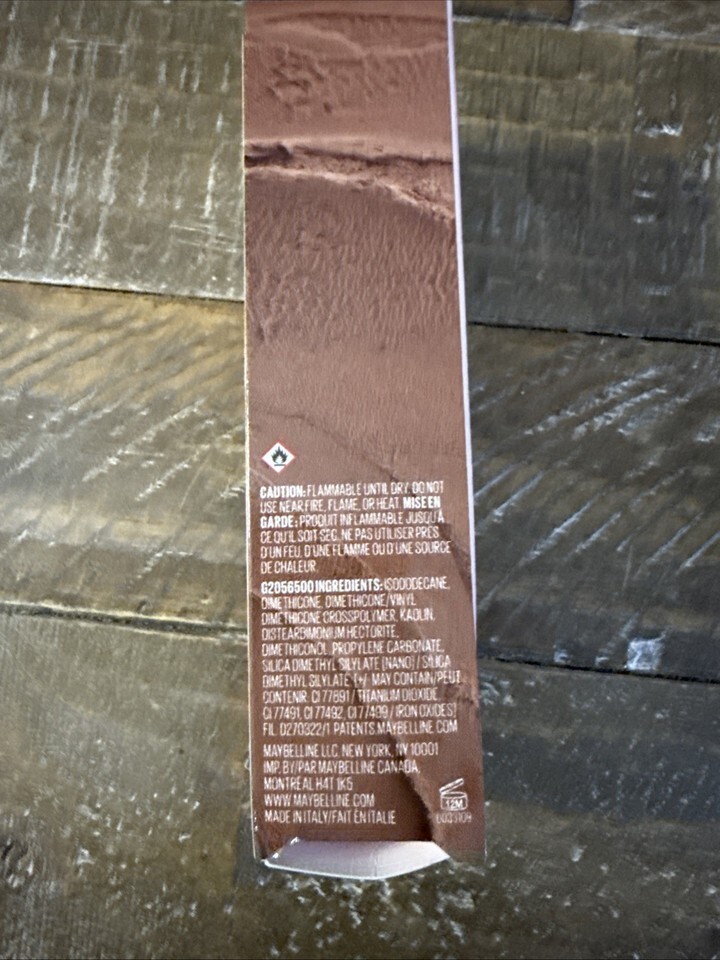 CAUTION: FLAMMABLE UNTIL DRY. DO NOT
USE NEAR FIRE, FLAME, OR HEAT. MISE EN
GARDE : PRODUIT INFLAMMABLE JUSQU'À
CE QU'IL SOIT SEC. NE PAS UTILISER PRÈS
D'UN FEU, D'UNE FLAMME OU D'UNE SOURCE
DE CHALEUR.
G2056500 INGREDIENTS: ISODODECANE,
DIMETHICONE, DIMETHICONE/VINYL
DIMETHICONE CROSSPOLYMER, KAOLIN,
DISTEARDIMONIUM HECTORITE,
DIMETHICONOL, PROPYLENE CARBONATE,
SILICA DIMETHYL SILYLATE [NANO] / SILICA
DIMETHYL SILYLATE. [+/- MAY CONTAIN/PEUT
CONTENIR: CI 77891 / TITANIUM DIOXIDE,
CI 77491, CI 77492, CI 77499 / IRON OXIDES]
FIL D270322/1 PATENTS.MAYBELLINE.COM
MAYBELLINE LLC, NEW YORK, NY 10001
IMP. BY/PAR MAYBELLINE CANADA,
MONTREAL H4T 1K5
WWW.MAYBELLINE.COM
MADE IN ITALY/FAIT EN ITALIE
12M